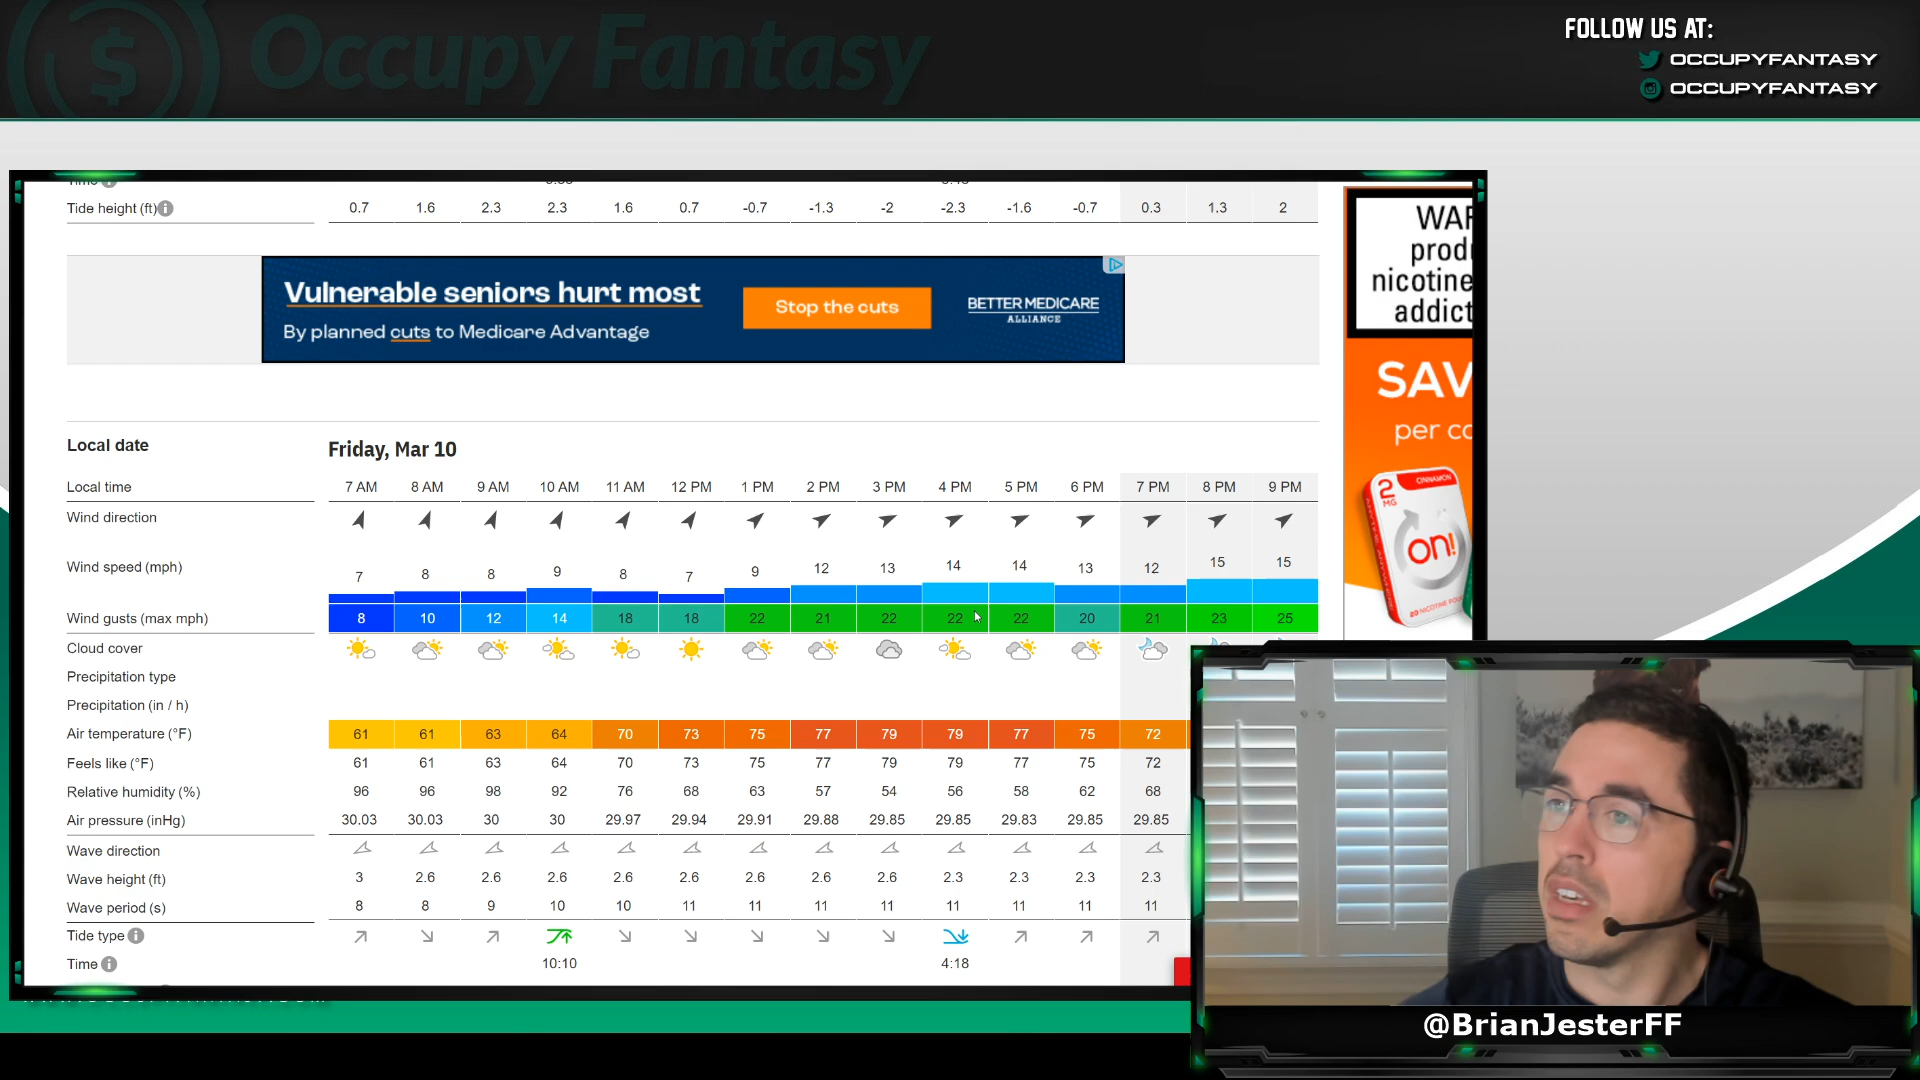 Occupy Fantasy
FOLLOW US AT:
OCCUPYFANTASY
OCCUPYFANTASY
Tide height (ft) 0.7 1.6 2.3 2.3 1.6 0.7 -0.7 -1.3 -2 -2.3 -1.6 -0.7 0.3 1.3 2
Vulnerable seniors hurt most
By planned cuts to Medicare Advantage
Stop the cuts
BETTER MEDICARE
ALLIANCE
SAV
per
2
MG
CINNAMON
on!
Local date Friday, Mar 10
Local time 7 AM 8 AM 9 AM 10 AM 11 AM 12 PM 1 PM 2 PM 3 PM 4 PM 5 PM 6 PM 7 PM 8 PM 9 PM
Wind direction
Wind speed (mph) 7 8 8 9 8 7 9 12 13 14 14 13 12 15 15
Wind gusts (max mph) 8 10 12 14 18 18 22 21 22 22 22 20 21 23 25
Cloud cover
Precipitation type
Precipitation (in / h)
Air temperature (°F) 61 61 63 64 70 73 75 77 79 79 77 75 72
Feels like (°F) 61 61 63 64 70 73 75 77 79 79 77 75 72
Relative humidity (%) 96 96 98 92 76 68 63 57 54 56 58 62 68
Air pressure (inHg) 30.03 30.03 30 30 29.97 29.94 29.91 29.88 29.85 29.85 29.83 29.85 29.85
Wave direction
Wave height (ft) 3 2.6 2.6 2.6 2.6 2.6 2.6 2.6 2.6 2.3 2.3 2.3 2.3
Wave period (s) 8 8 9 10 10 11 11 11 11 11 11 11 11
Tide type
Time 10:10 4:18
@BrianJesterFF